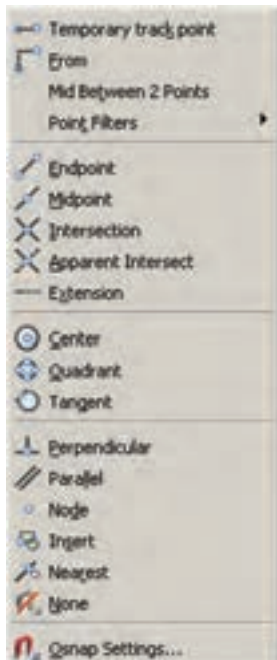 Temporary track point
From
Mid Between 2 Points
Point Filters
Endpoint
Midpoint
Intersection
Apparent Intersect
Extension
Center
Quadrant
Tangent
Perpendicular
Parallel
Node
Insert
Nearest
None
Osnap Settings...